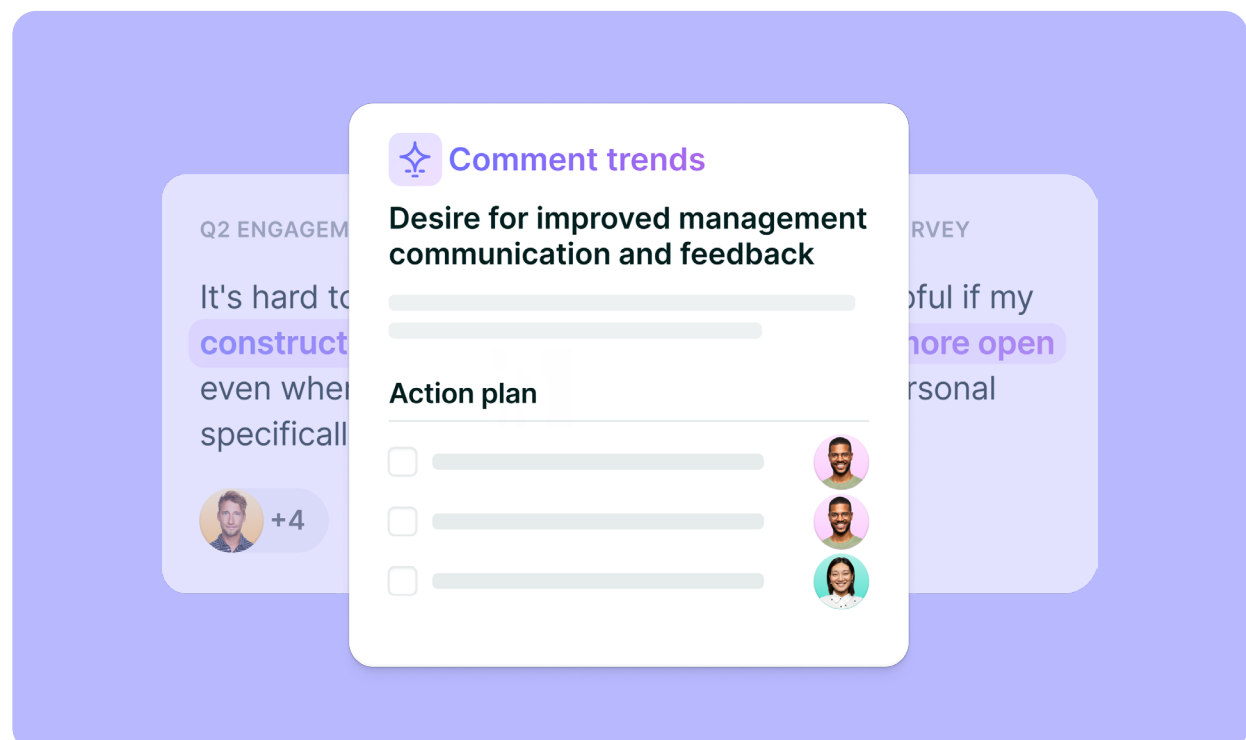 Comment trends
Desire for improved management
communication and feedback
Action plan
Q2 ENGAGEM
It's hard to
construct
even when
specificall
+4
RVEY
pful if my
more open
rsonal